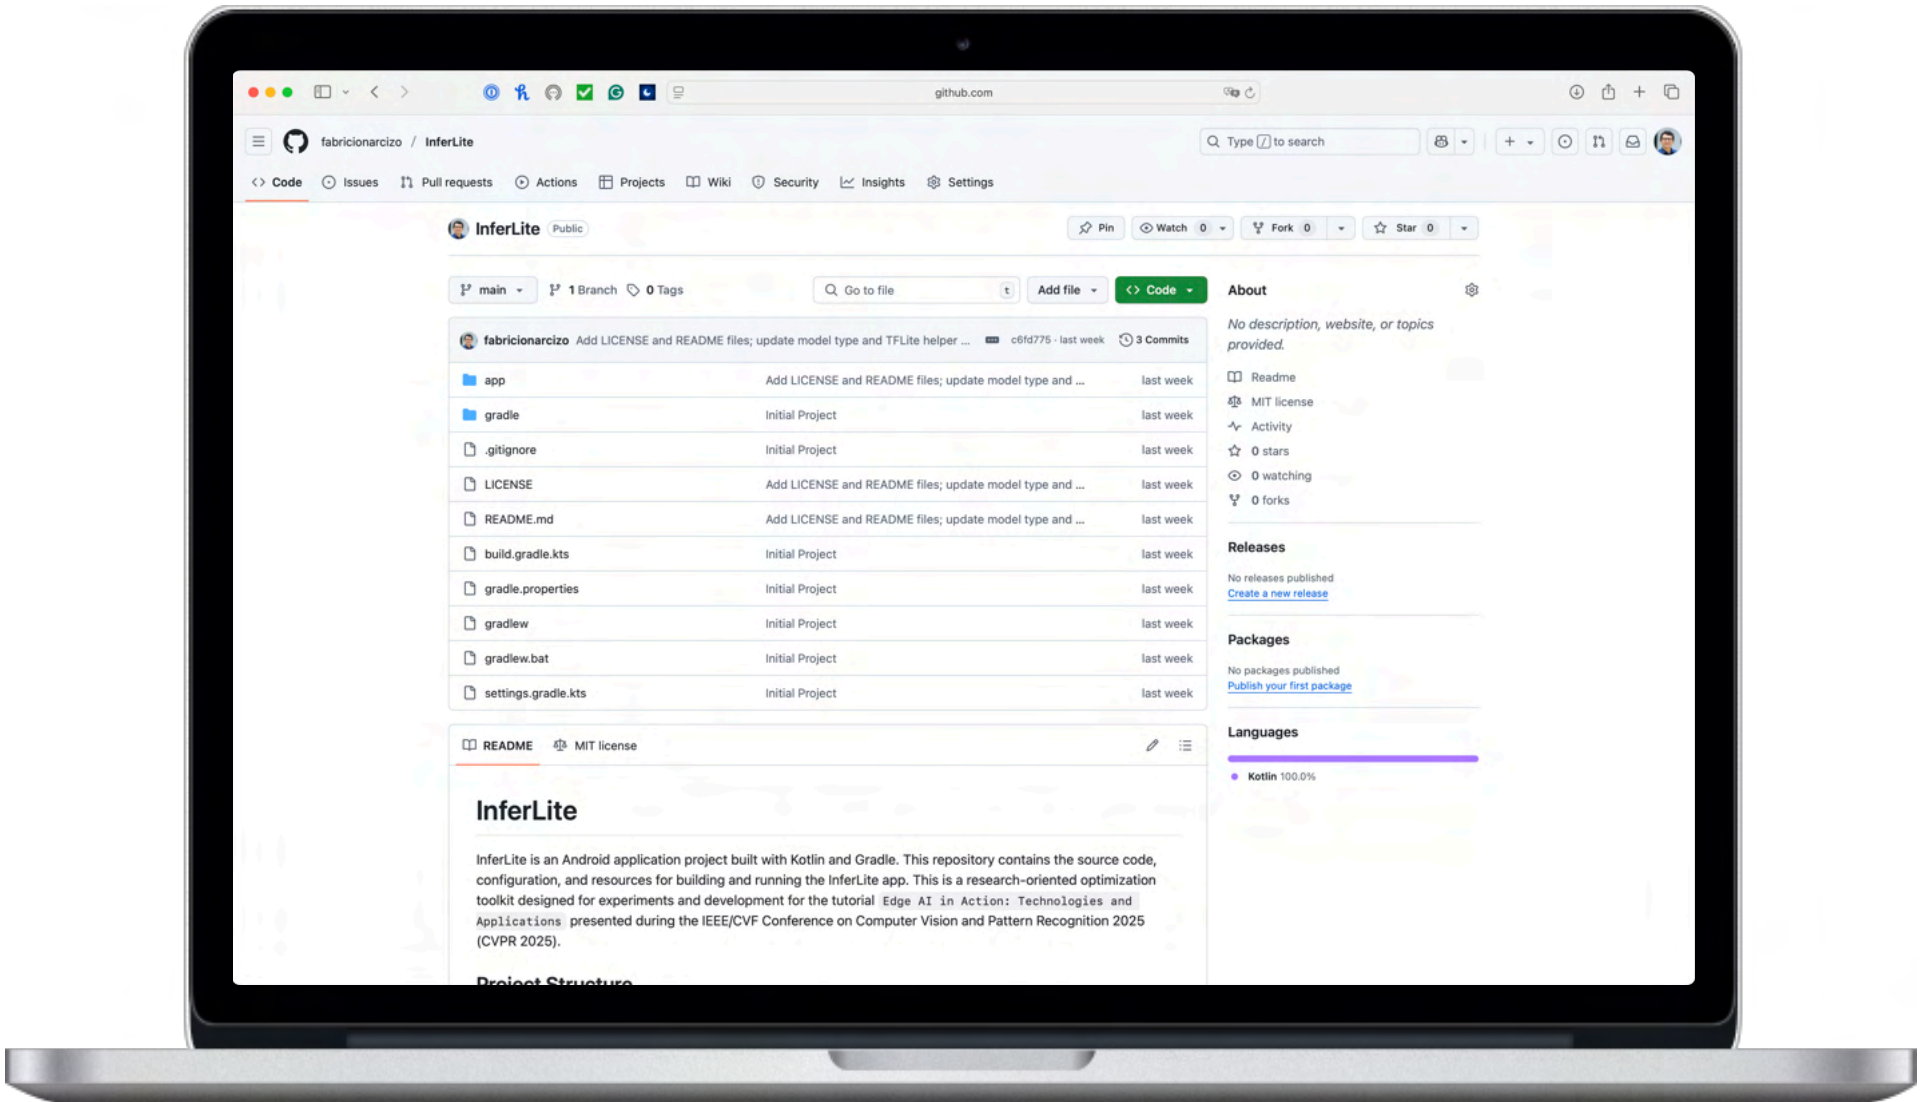 github.com
fabricionarcizo / InferLite
Type / to search
Code Issues Pull requests Actions Projects Wiki Security Insights Settings
InferLite Public
Pin Watch 0 Fork 0 Star 0
main 1 Branch 0 Tags Go to file t Add file Code
fabricionarcizo Add LICENSE and README files; update model type and TFLite helper ... c6fd775 · last week 3 Commits
app Add LICENSE and README files; update model type and ... last week
gradle Initial Project last week
.gitignore Initial Project last week
LICENSE Add LICENSE and README files; update model type and ... last week
README.md Add LICENSE and README files; update model type and ... last week
build.gradle.kts Initial Project last week
gradle.properties Initial Project last week
gradlew Initial Project last week
gradlew.bat Initial Project last week
settings.gradle.kts Initial Project last week
README MIT license
InferLite
InferLite is an Android application project built with Kotlin and Gradle. This repository contains the source code,
configuration, and resources for building and running the InferLite app. This is a research-oriented optimization
toolkit designed for experiments and development for the tutorial Edge AI in Action: Technologies and
Applications presented during the IEEE/CVF Conference on Computer Vision and Pattern Recognition 2025
(CVPR 2025).
Project Structure
About
No description, website, or topics
provided.
Readme
MIT license
Activity
0 stars
0 watching
0 forks
Releases
No releases published
Create a new release
Packages
No packages published
Publish your first package
Languages
Kotlin 100.0%